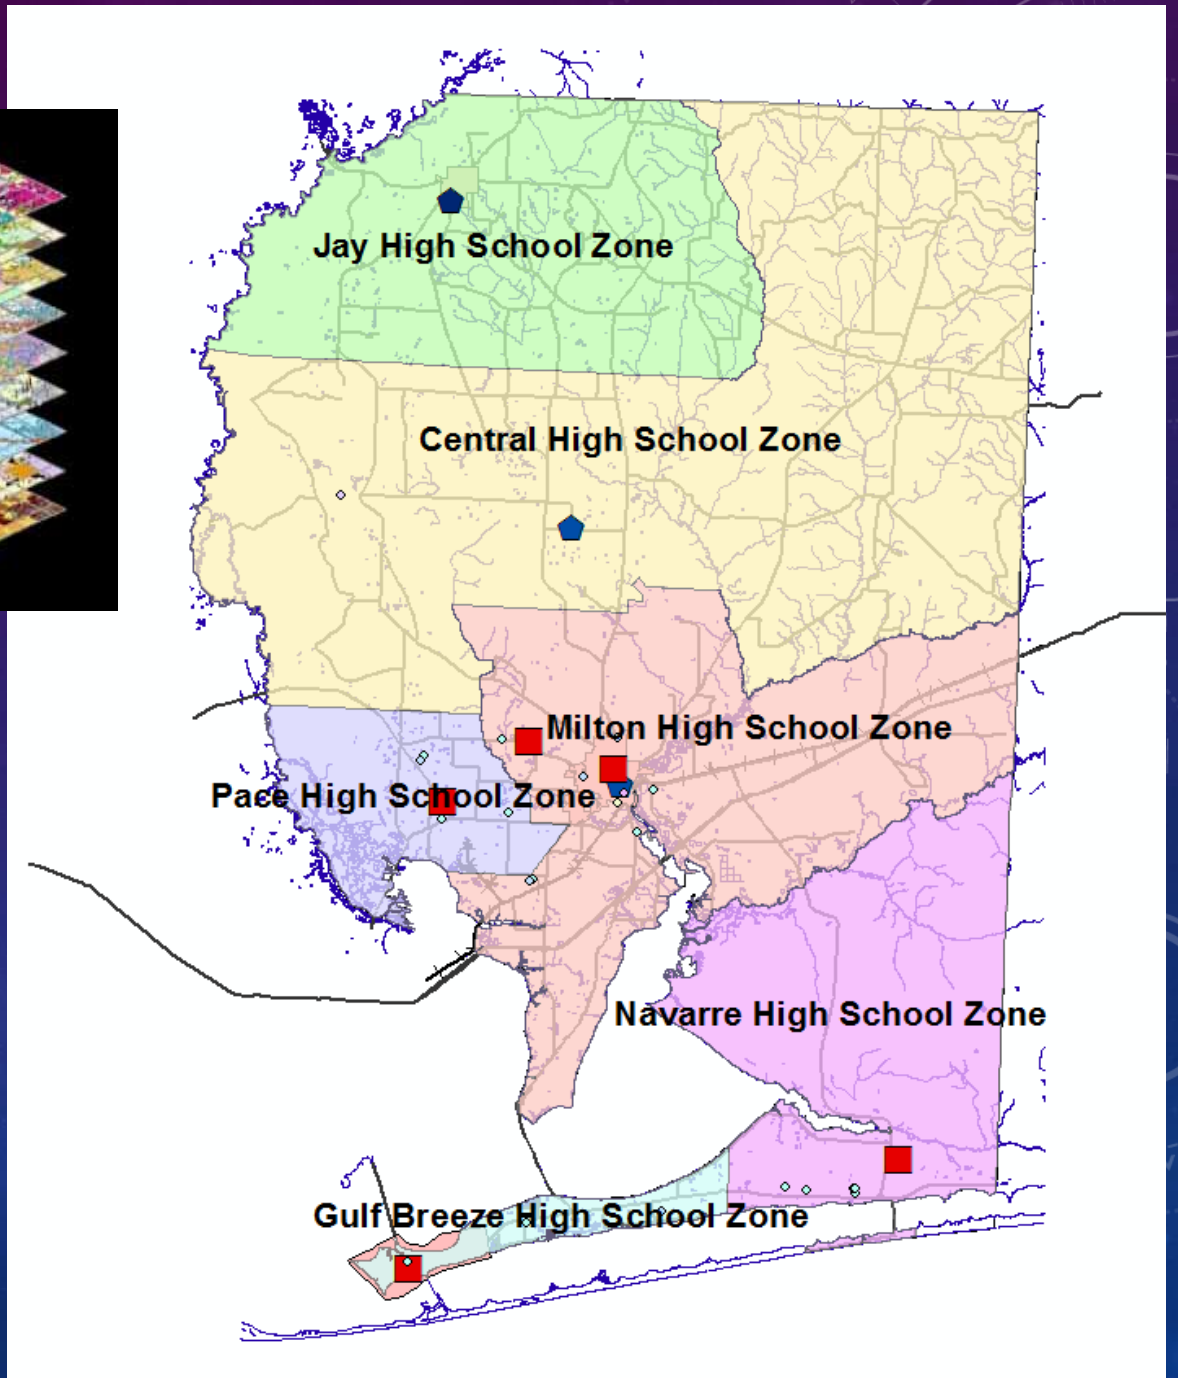 Jay High School Zone
Central High School Zone
Milton High School Zone
Pace High School Zone
Navarre High School Zone
Gulf Breeze High School Zone